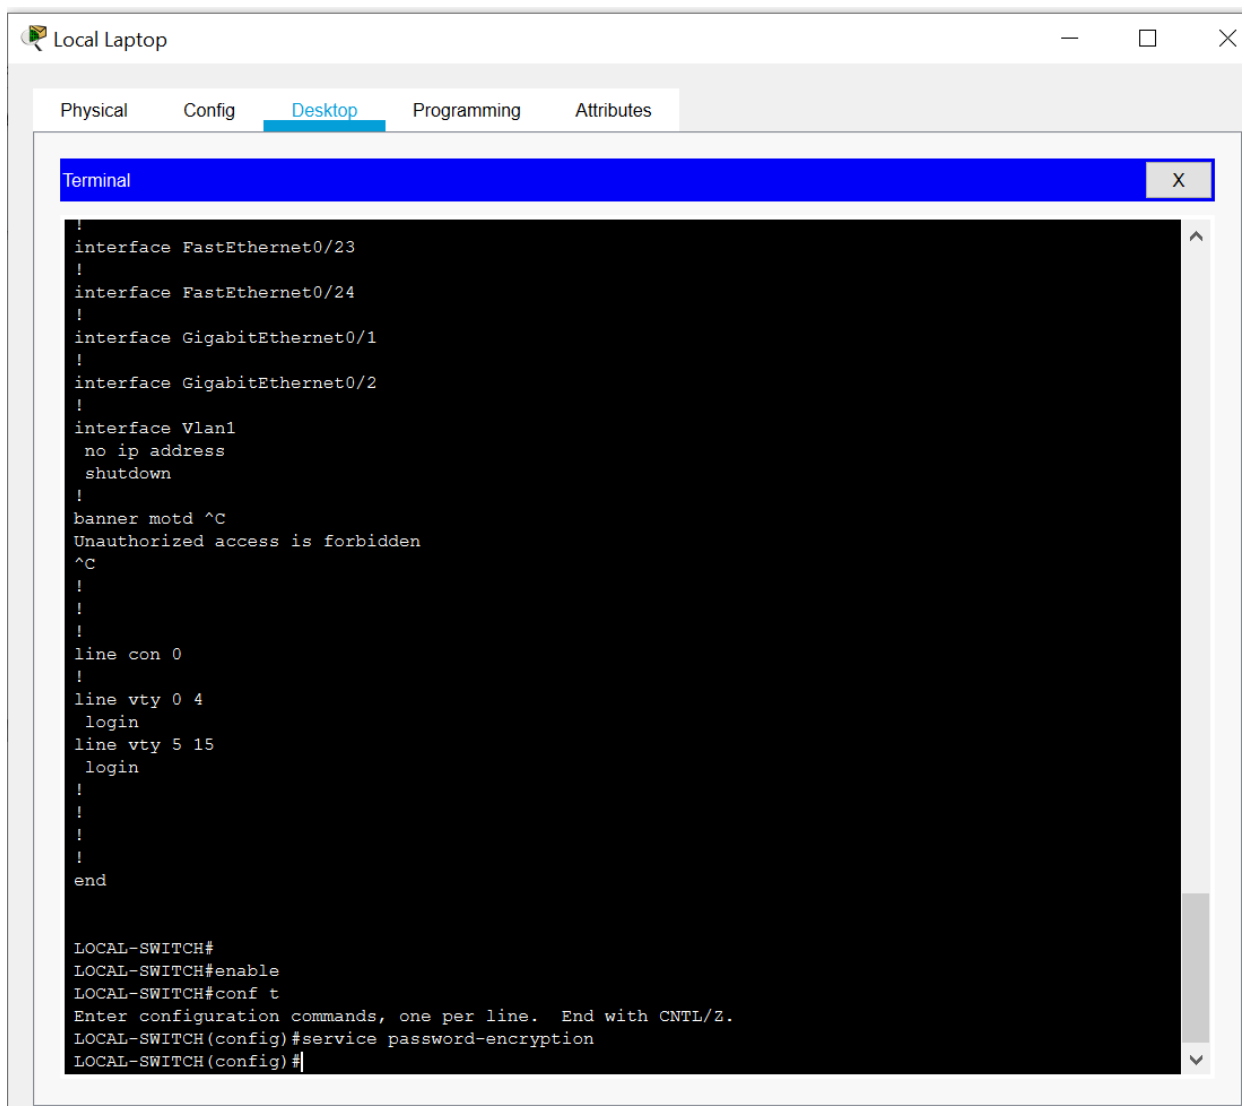 Local Laptop
Physical Config Desktop Programming Attributes
Terminal X
!
interface FastEthernet0/23
!
interface FastEthernet0/24
!
interface GigabitEthernet0/1
!
interface GigabitEthernet0/2
!
interface Vlan1
 no ip address
 shutdown
!
banner motd ^C
Unauthorized access is forbidden
^C
!
!
!
line con 0
!
line vty 0 4
 login
line vty 5 15
 login
!
!
!
!
end
LOCAL-SWITCH#
LOCAL-SWITCH#enable
LOCAL-SWITCH#conf t
Enter configuration commands, one per line.  End with CNTL/Z.
LOCAL-SWITCH(config)#service password-encryption
LOCAL-SWITCH(config)#